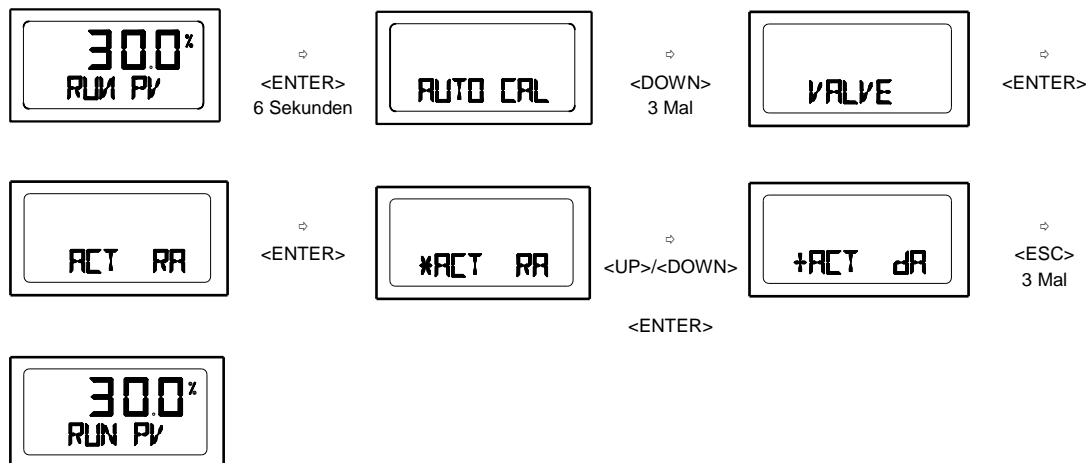 30.0%
RUN PV
⇨
<ENTER>
6 Sekunden
AUTO CAL
⇨
<DOWN>
3 Mal
VALVE
⇨
<ENTER>
ACT RA
⇨
<ENTER>
*ACT RA
⇨
<UP>/<DOWN>
<ENTER>
+ACT dA
⇨
<ESC>
3 Mal
30.0%
RUN PV